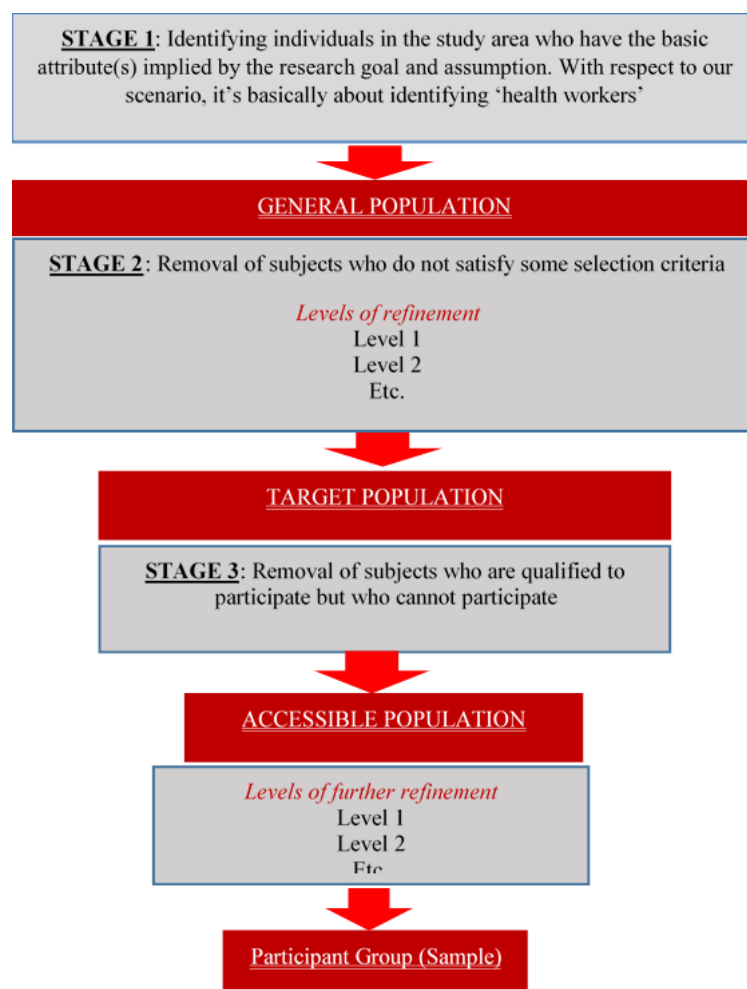 STAGE 1: Identifying individuals in the study area who have the basic
attribute(s) implied by the research goal and assumption. With respect to our
scenario, it's basically about identifying ‘health workers’
GENERAL POPULATION
STAGE 2: Removal of subjects who do not satisfy some selection criteria
Levels of refinement
Level 1
Level 2
Etc.
TARGET POPULATION
STAGE 3: Removal of subjects who are qualified to
participate but who cannot participate
ACCESSIBLE POPULATION
Levels of further refinement
Level 1
Level 2
Etc
Participant Group (Sample)